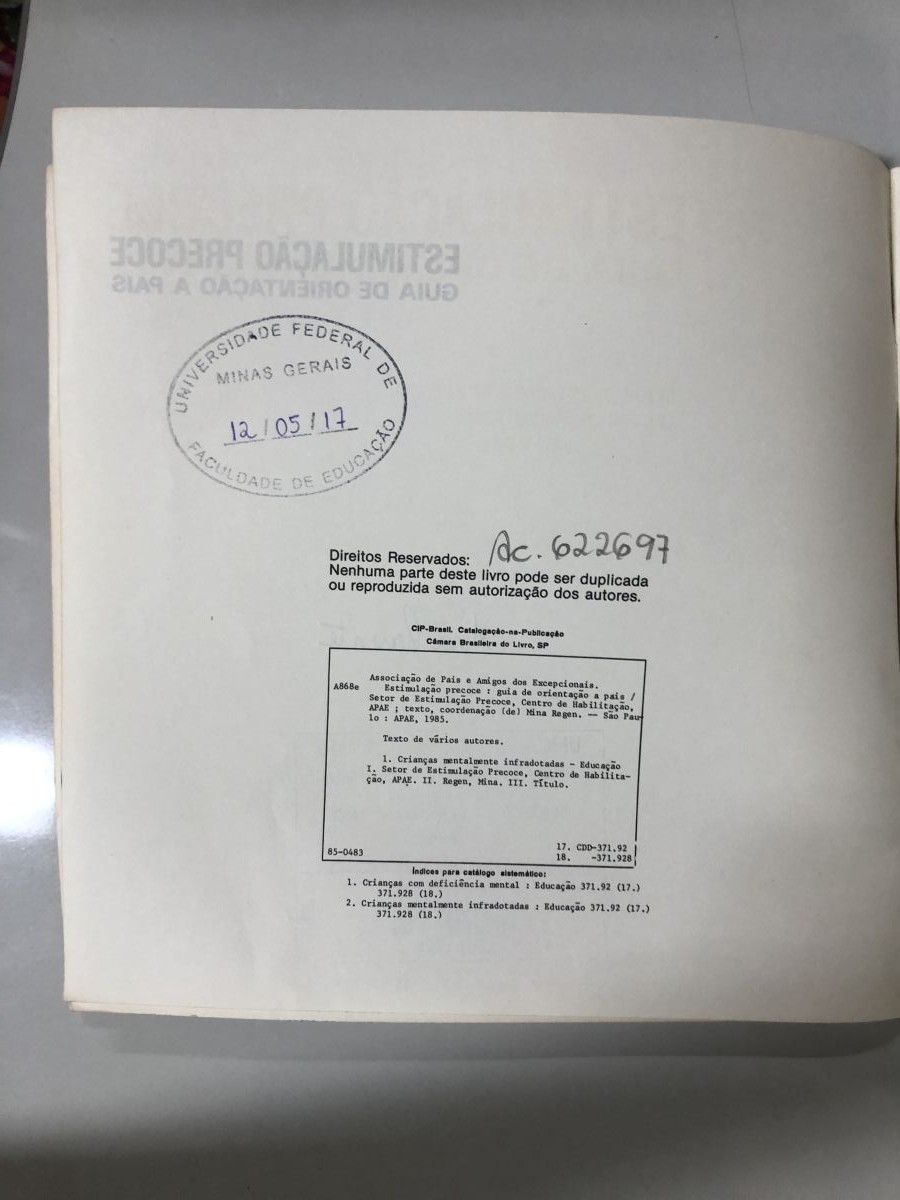 ESTIMULAÇÃO PRECOCE
GUIA DE ORIENTAÇÃO A PAIS
UNIVERSIDADE FEDERAL DE
MINAS GERAIS
12/05/17
FACULDADE DE EDUCAÇÃO
Ac. 622697
Direitos Reservados:
Nenhuma parte deste livro pode ser duplicada
ou reproduzida sem autorização dos autores.
CIP-Brasil. Catalogação-na-Publicação
Câmara Brasileira do Livro, SP
Associação de Pais e Amigos dos Excepcionais.
A868e Estimulação precoce : guia de orientação a pais /
Setor de Estimulação Precoce, Centro de Habilitação,
APAE ; texto, coordenação (de) Mina Regen. — São Pau-
lo : APAE, 1985.
Texto de vários autores.
1. Crianças mentalmente infradotadas - Educação
I. Setor de Estimulação Precoce, Centro de Habilita-
ção, APAE. II. Regen, Mina. III. Título.
17. CDD-371.92
85-0483 18. -371.928
Índices para catálogo sistemático:
1. Crianças com deficiência mental : Educação 371.92 (17.)
371.928 (18.)
2. Crianças mentalmente infradotadas : Educação 371.92 (17.)
371.928 (18.)